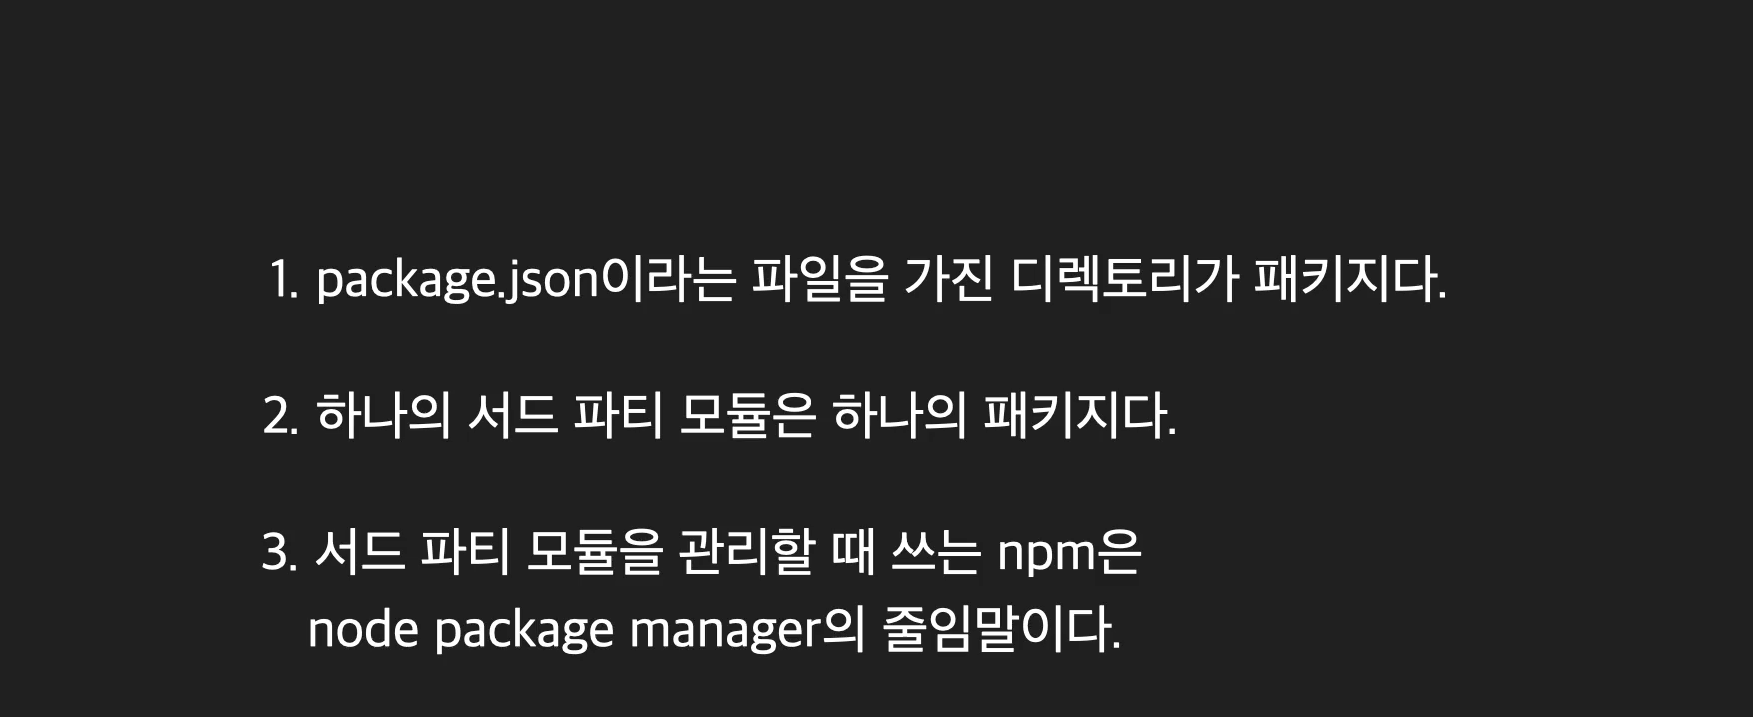 1. package.json이라는 파일을 가진 디렉토리가 패키지다.
2. 하나의 서드 파티 모듈은 하나의 패키지다.
3. 서드 파티 모듈을 관리할 때 쓰는 npm은
node package manager의 줄임말이다.